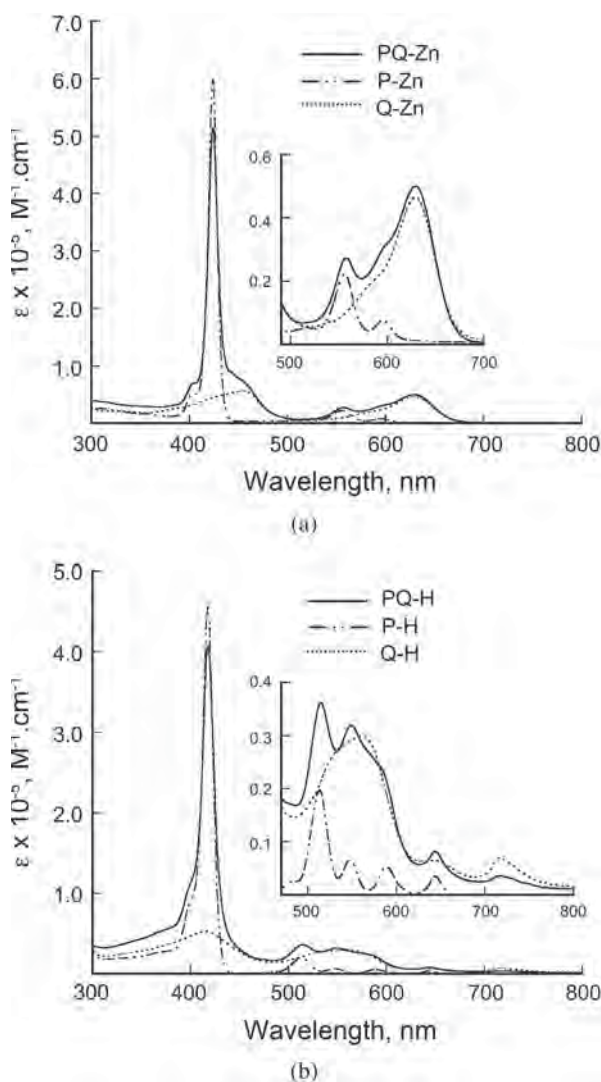 7.0
6.0
5.0
4.0
3.0
2.0
1.0
ε x 10⁻⁵, M⁻¹.cm⁻¹
PQ-Zn
P-Zn
Q-Zn
0.6
0.4
0.2
500 600 700
300 400 500 600 700 800
Wavelength, nm
(a)
5.0
4.0
3.0
2.0
1.0
ε x 10⁻⁵, M⁻¹.cm⁻¹
PQ-H
P-H
Q-H
0.4
0.3
0.2
0.1
500 600 700 800
300 400 500 600 700 800
Wavelength, nm
(b)